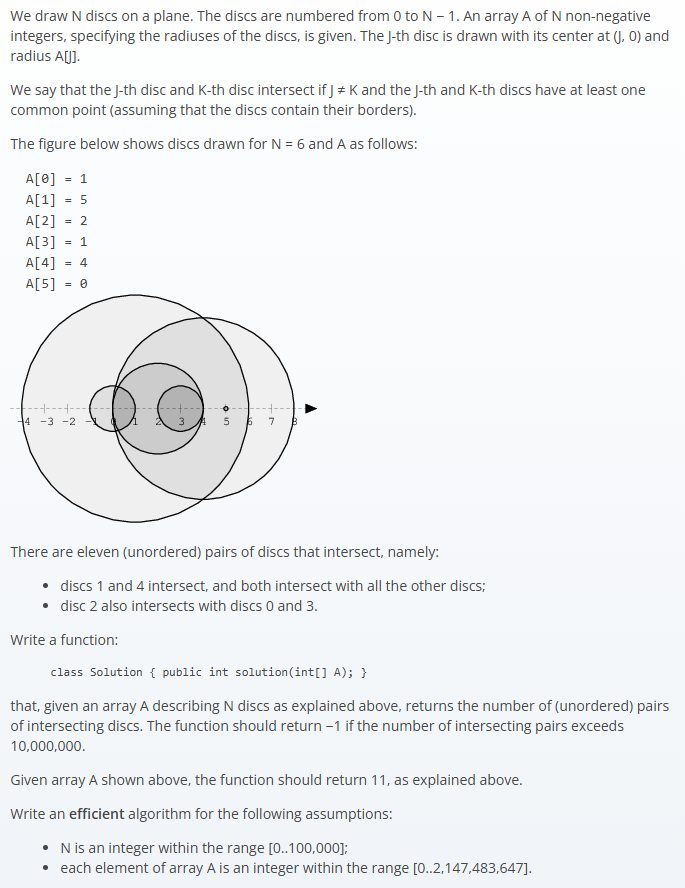 We draw N discs on a plane. The discs are numbered from 0 to N − 1. An array A of N non-negative
integers, specifying the radiuses of the discs, is given. The J-th disc is drawn with its center at (J, 0) and
radius A[J].
We say that the J-th disc and K-th disc intersect if J ≠ K and the J-th and K-th discs have at least one
common point (assuming that the discs contain their borders).
The figure below shows discs drawn for N = 6 and A as follows:
A[0] = 1
A[1] = 5
A[2] = 2
A[3] = 1
A[4] = 4
A[5] = 0
-4 -3 -2 -1 0 1 2 3 4 5 6 7 8
There are eleven (unordered) pairs of discs that intersect, namely:
• discs 1 and 4 intersect, and both intersect with all the other discs;
• disc 2 also intersects with discs 0 and 3.
Write a function:
class Solution { public int solution(int[] A); }
that, given an array A describing N discs as explained above, returns the number of (unordered) pairs
of intersecting discs. The function should return −1 if the number of intersecting pairs exceeds
10,000,000.
Given array A shown above, the function should return 11, as explained above.
Write an efficient algorithm for the following assumptions:
• N is an integer within the range [0..100,000];
• each element of array A is an integer within the range [0..2,147,483,647].